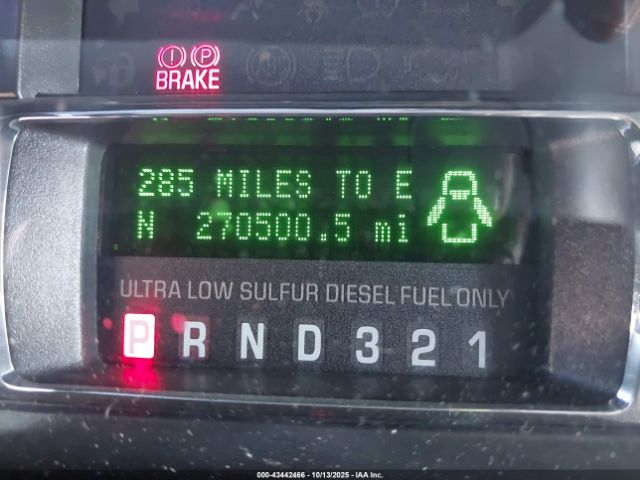 BRAKE
285 MILES TO E
N 270500.5 mi
ULTRA LOW SULFUR DIESEL FUEL ONLY
P R N D 3 2 1
000-43442466 - 10/13/2025 - IAA Inc.